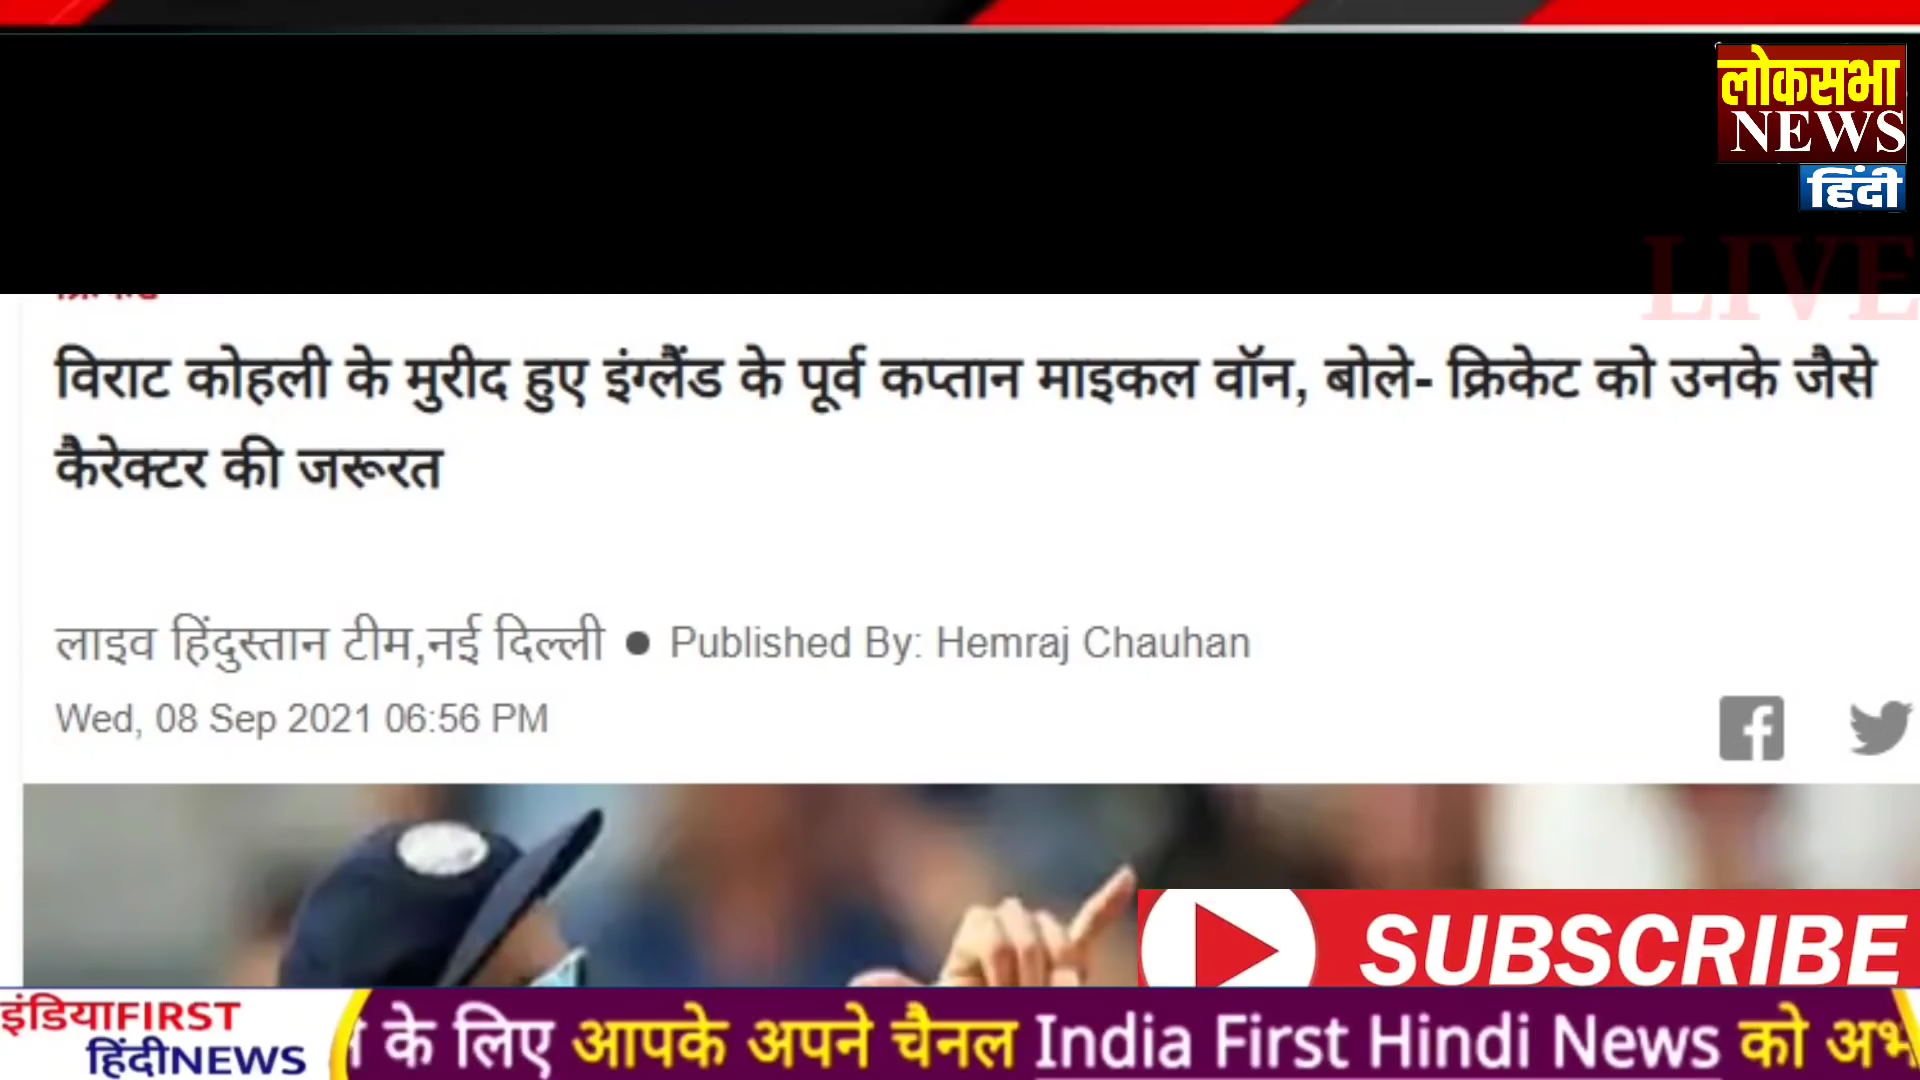 लोकसभा
NEWS
हिंदी
LIVE
विराट कोहली के मुरीद हुए इंग्लैंड के पूर्व कप्तान माइकल वॉन, बोले- क्रिकेट को उनके जैसे
कैरेक्टर की जरूरत
लाइव हिंदुस्तान टीम,नई दिल्ली ● Published By: Hemraj Chauhan
Wed, 08 Sep 2021 06:56 PM
SUBSCRIBE
इंडियाFIRST
हिंदीNEWS
के लिए आपके अपने चैनल India First Hindi News को